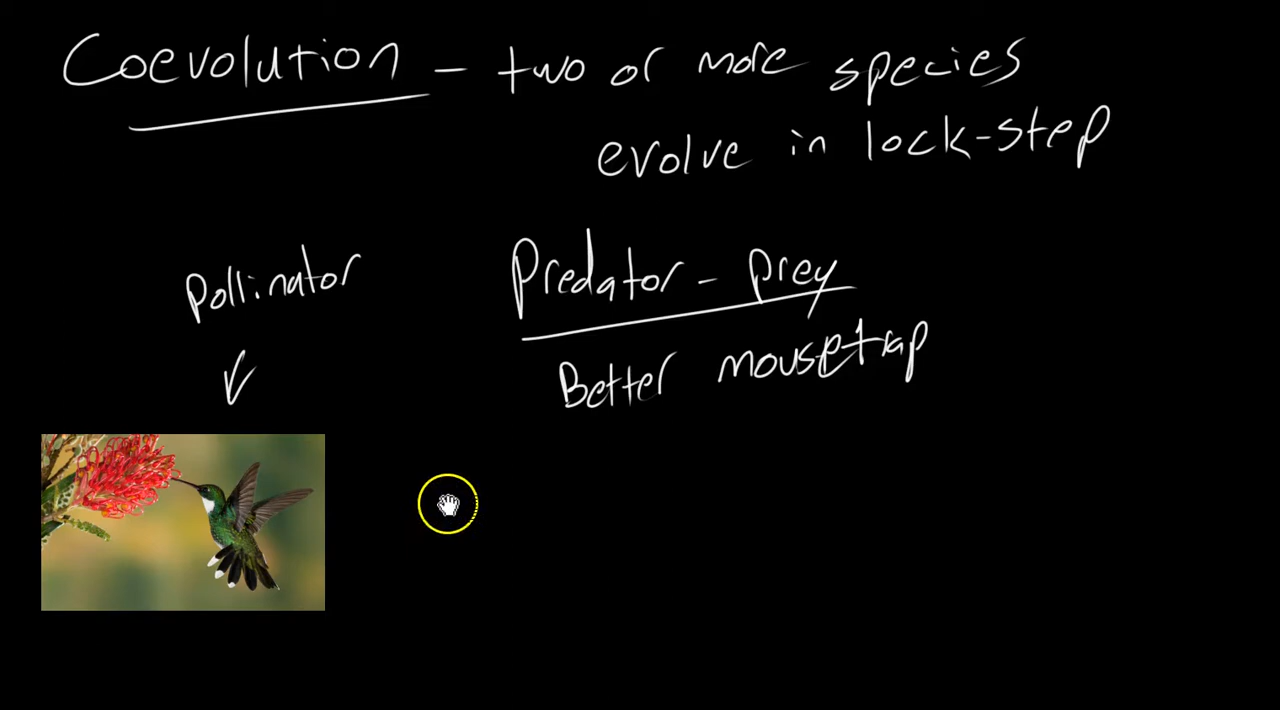 Coevolution - two or more species
evolve in lock-step
Pollinator
Predator - prey
Better mousetrap